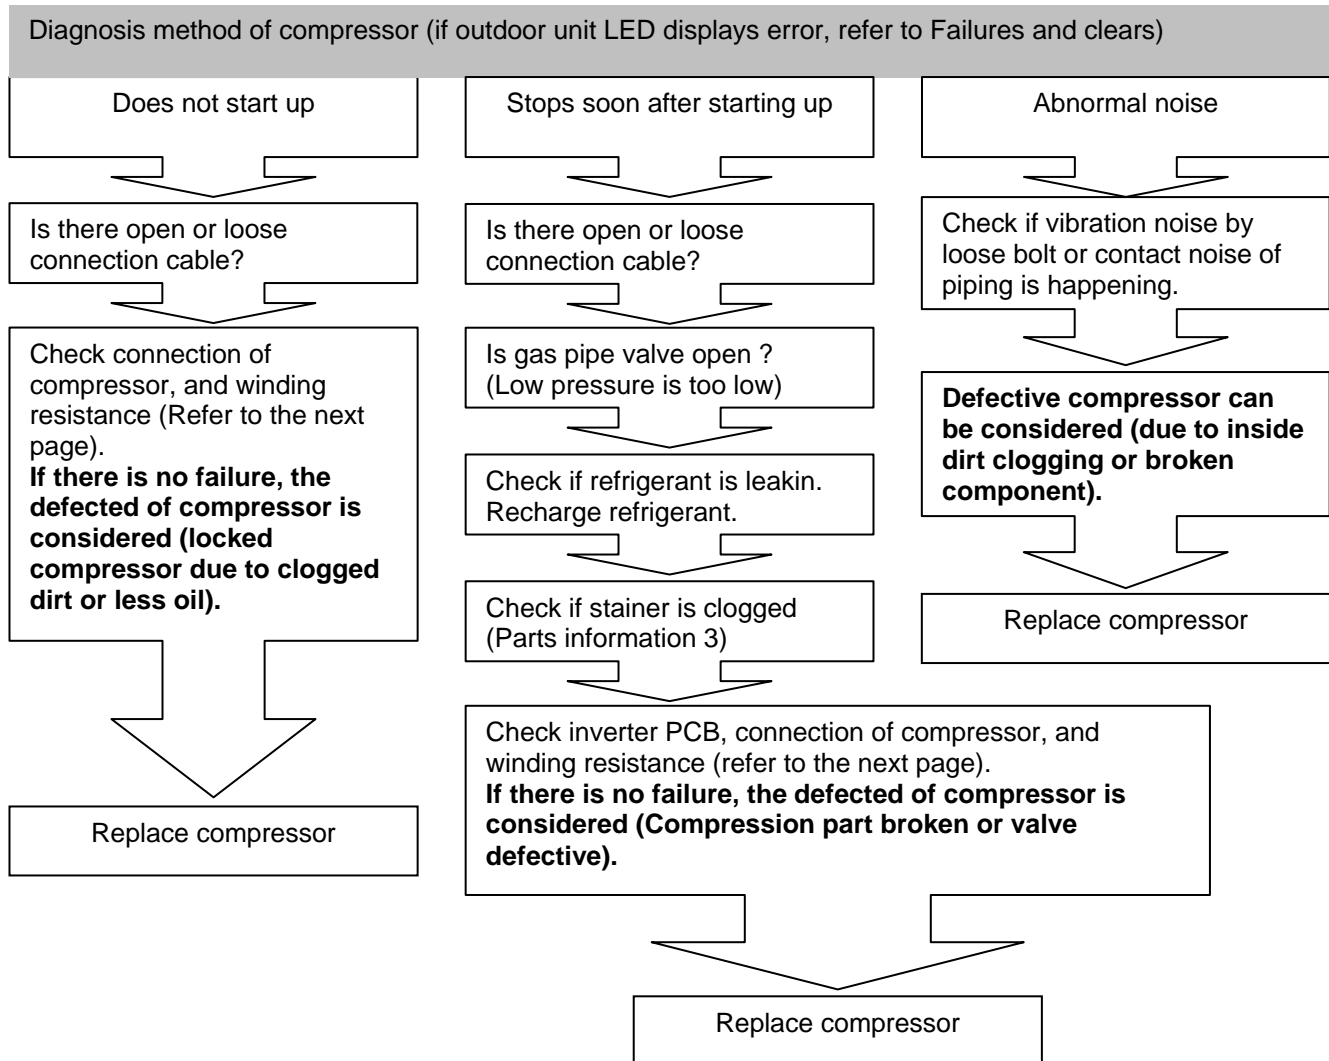 Diagnosis method of compressor (if outdoor unit LED displays error, refer to Failures and clears)
Does not start up
Is there open or loose
connection cable?
Check connection of
compressor, and winding
resistance (Refer to the next
page).
If there is no failure, the
defected of compressor is
considered (locked
compressor due to clogged
dirt or less oil).
Replace compressor
Stops soon after starting up
Is there open or loose
connection cable?
Is gas pipe valve open ?
(Low pressure is too low)
Check if refrigerant is leakin.
Recharge refrigerant.
Check if stainer is clogged
(Parts information 3)
Check inverter PCB, connection of compressor, and
winding resistance (refer to the next page).
If there is no failure, the defected of compressor is
considered (Compression part broken or valve
defective).
Replace compressor
Abnormal noise
Check if vibration noise by
loose bolt or contact noise of
piping is happening.
Defective compressor can
be considered (due to inside
dirt clogging or broken
component).
Replace compressor